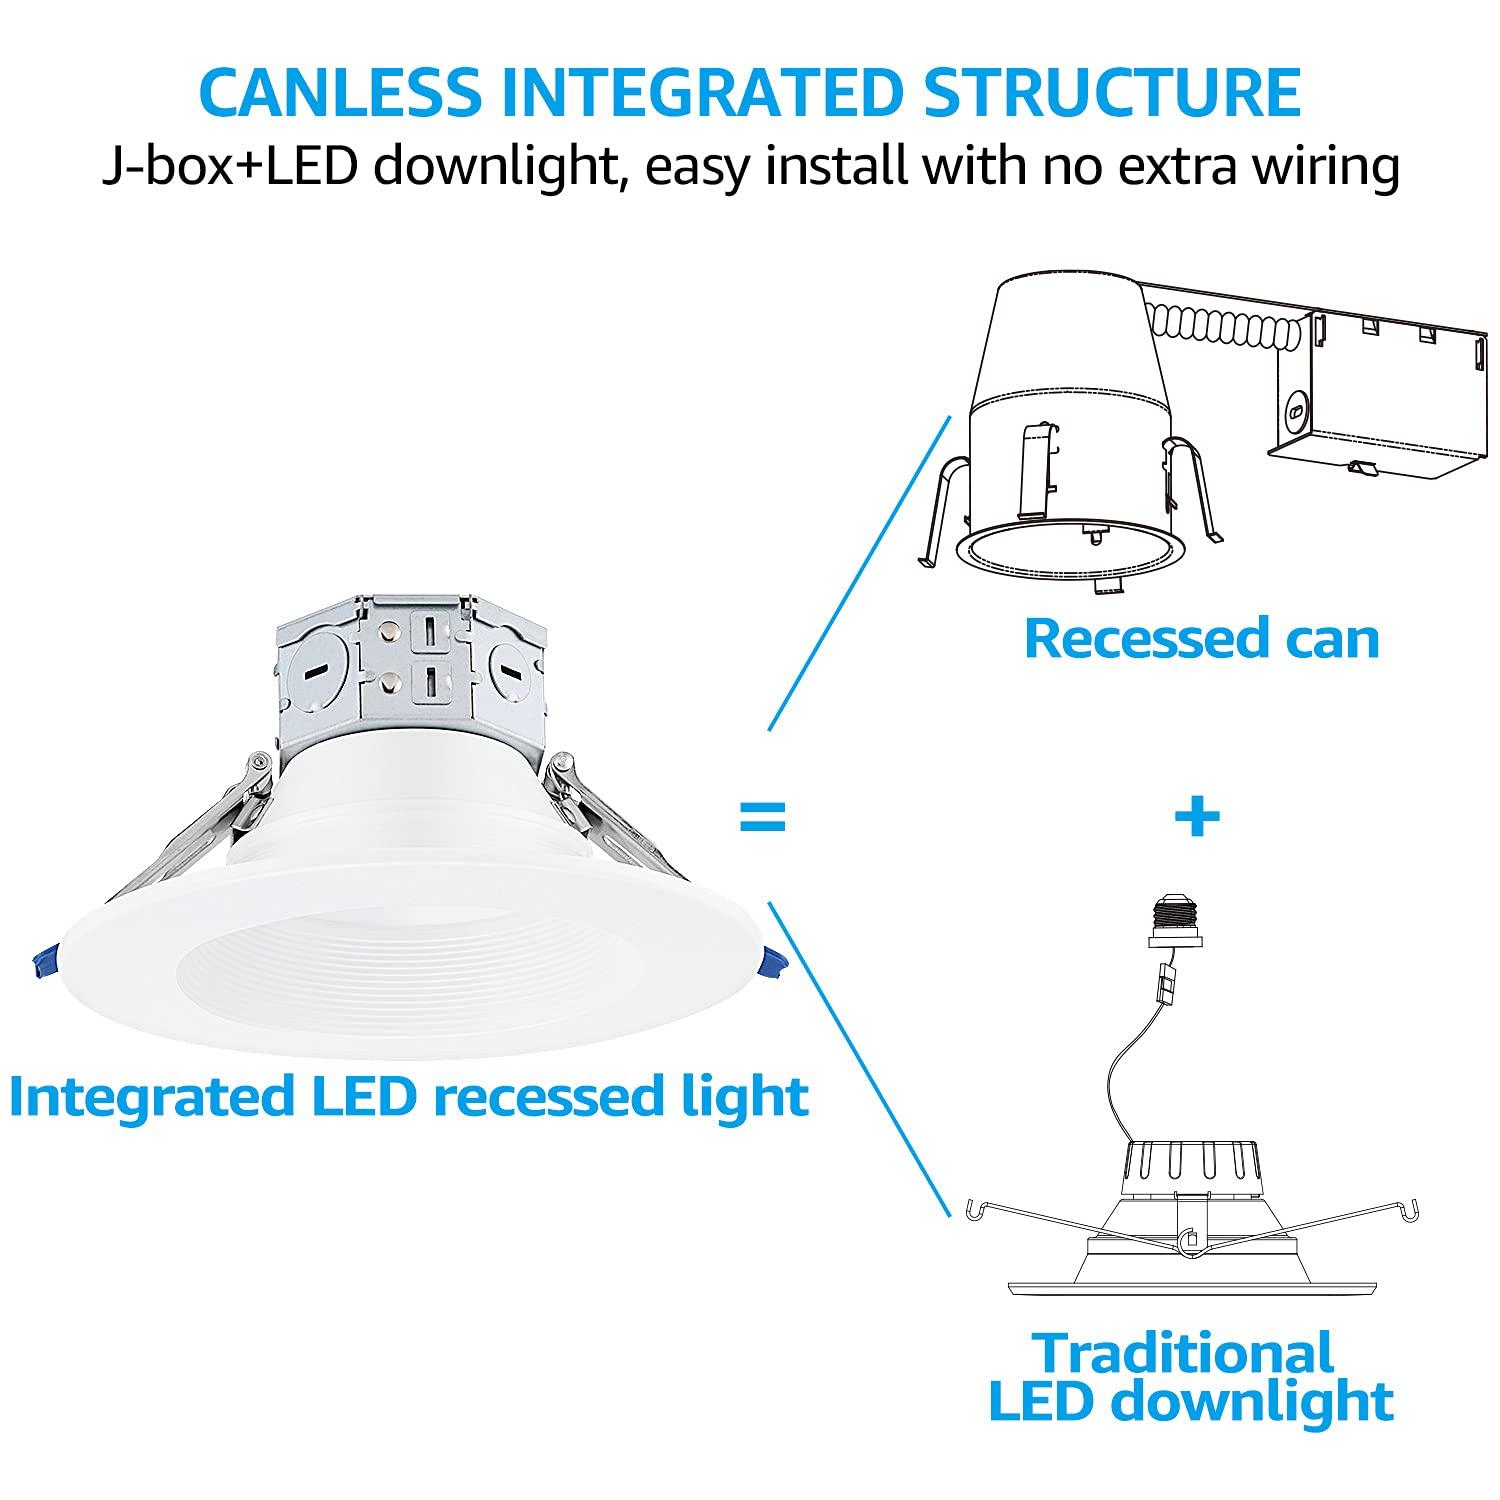 CANLESS INTEGRATED STRUCTURE
J-box+LED downlight, easy install with no extra wiring
Recessed can
=
+
Integrated LED recessed light
Traditional
LED downlight